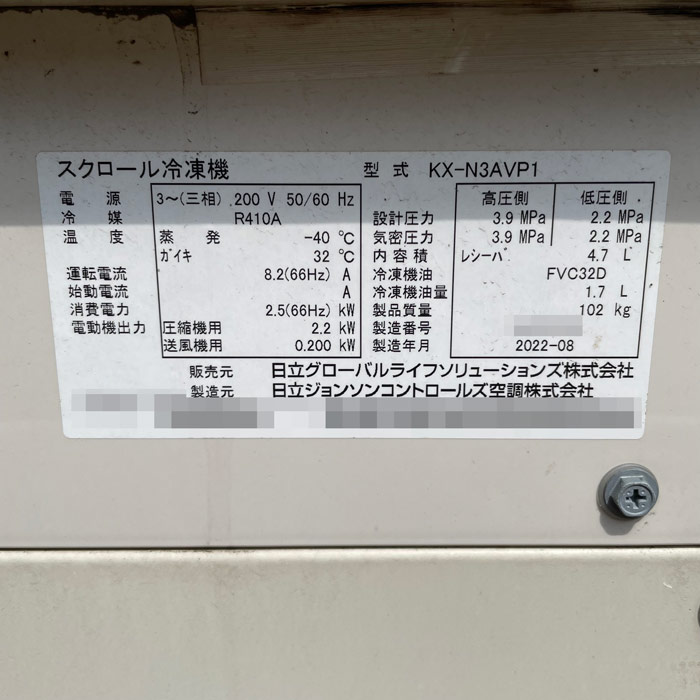 スクロール冷凍機 型式 KX-N3AVP1
電源 3～(三相) 200 V 50/60 Hz
冷媒 R410A
温度 蒸発 -40 ℃
ガイキ 32 ℃
運転電流 8.2(66Hz) A
始動電流 A
消費電力 2.5(66Hz) kW
電動機出力 圧縮機用 2.2 kW
送風機用 0.200 kW
高圧側 低圧側
設計圧力 3.9 MPa 2.2 MPa
気密圧力 3.9 MPa 2.2 MPa
内容積 レシーバ 4.7 L
冷凍機油 FVC32D
冷凍機油量 1.7 L
製品質量 102 kg
製造番号
製造年月 2022-08
販売元 日立グローバルライフソリューションズ株式会社
製造元 日立ジョンソンコントロールズ空調株式会社